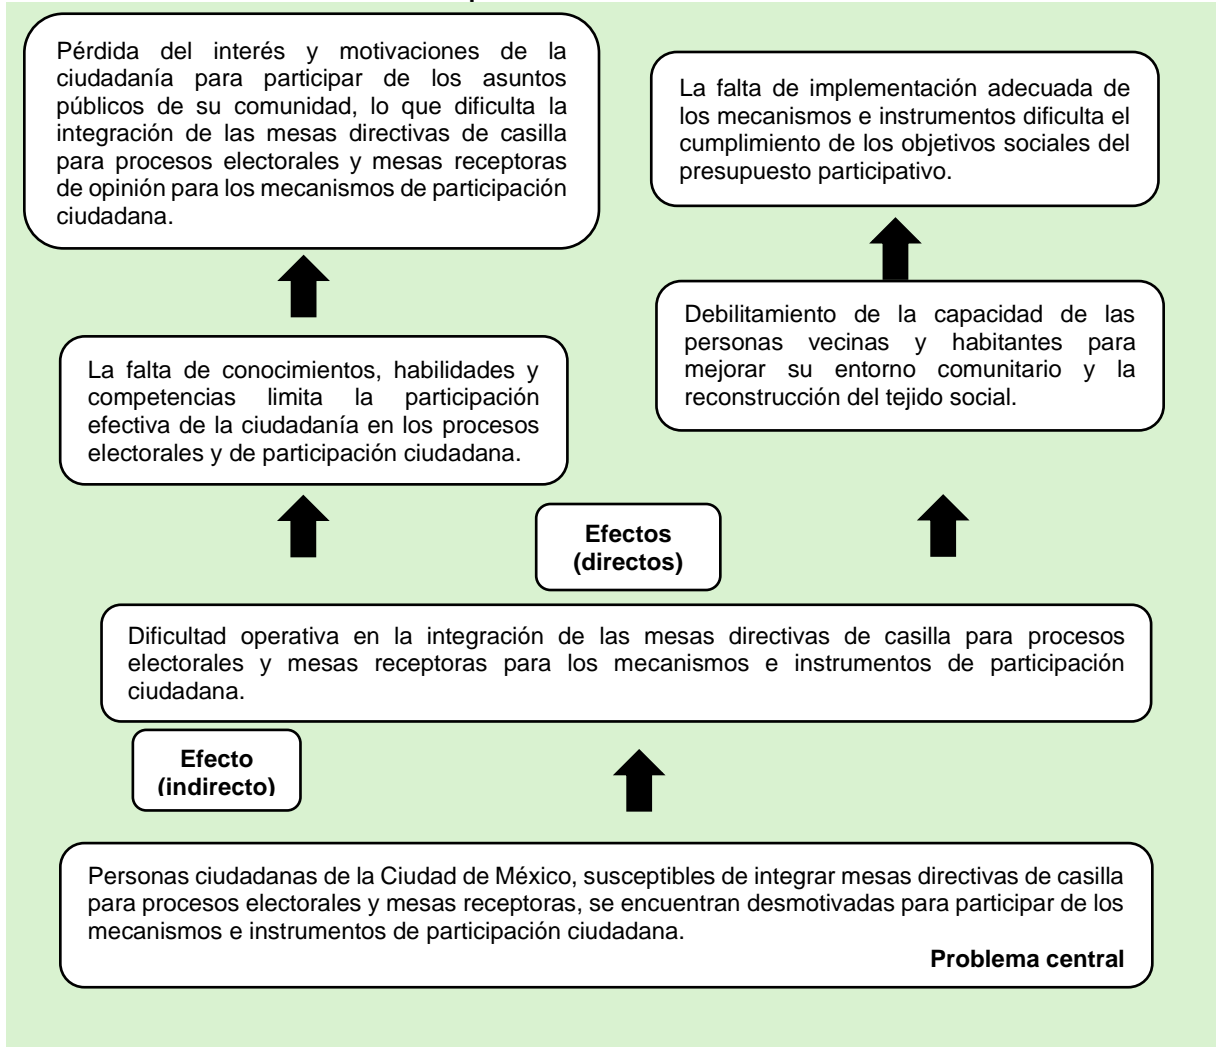 Pérdida del interés y motivaciones de la
ciudadanía para participar de los asuntos
públicos de su comunidad, lo que dificulta la
integración de las mesas directivas de casilla
para procesos electorales y mesas receptoras
de opinión para los mecanismos de participación
ciudadana.
La falta de implementación adecuada de
los mecanismos e instrumentos dificulta el
cumplimiento de los objetivos sociales del
presupuesto participativo.
La falta de conocimientos, habilidades y
competencias limita la participación
efectiva de la ciudadanía en los procesos
electorales y de participación ciudadana.
Debilitamiento de la capacidad de las
personas vecinas y habitantes para
mejorar su entorno comunitario y la
reconstrucción del tejido social.
Efectos
(directos)
Dificultad operativa en la integración de las mesas directivas de casilla para procesos
electorales y mesas receptoras para los mecanismos e instrumentos de participación
ciudadana.
Efecto
(indirecto)
Personas ciudadanas de la Ciudad de México, susceptibles de integrar mesas directivas de casilla
para procesos electorales y mesas receptoras, se encuentran desmotivadas para participar de los
mecanismos e instrumentos de participación ciudadana.
Problema central